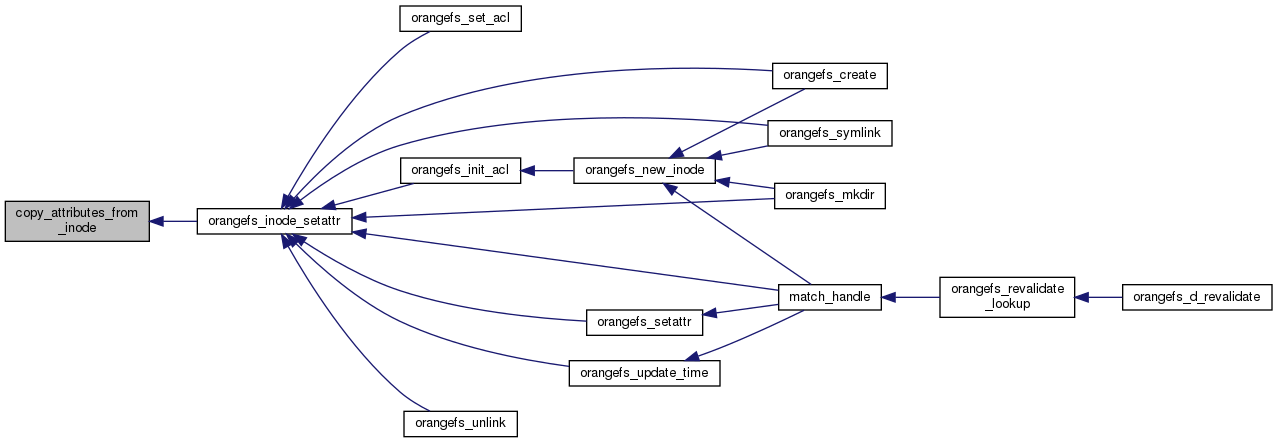 orangefs_set_acl
orangefs_create
orangefs_symlink
orangefs_init_acl
orangefs_new_inode
orangefs_mkdir
copy_attributes_from
_inode
orangefs_inode_setattr
match_handle
orangefs_revalidate
_lookup
orangefs_d_revalidate
orangefs_setattr
orangefs_update_time
orangefs_unlink